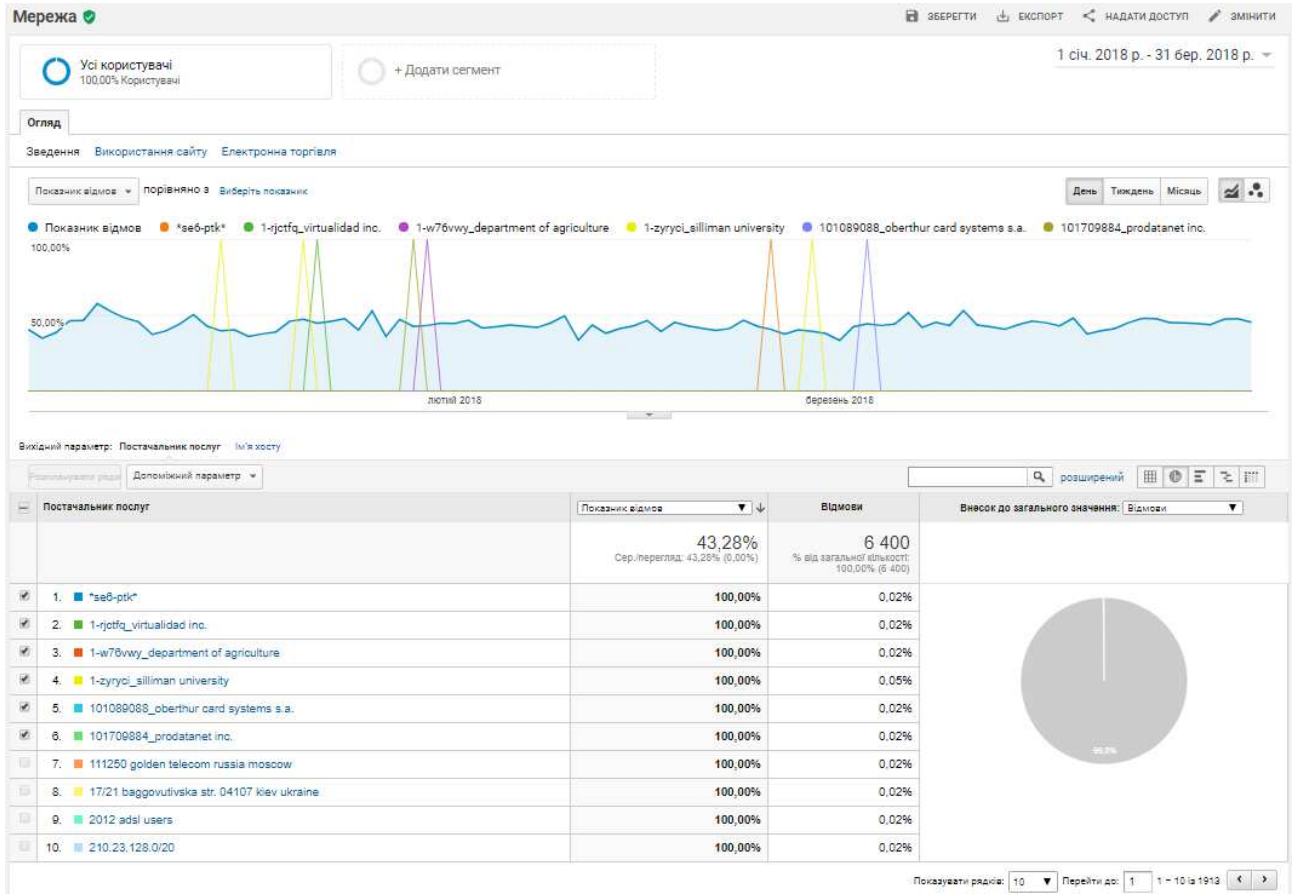 Мережа
ЗБЕРЕГТИ ЕКСПОРТ НАДАТИ ДОСТУП ЗМІНИТИ
Усі користувачі
100,00% Користувачі
+ Додати сегмент
1 січ. 2018 р. - 31 бер. 2018 р.
Огляд
Зведення Використання сайту Електронна торгівля
Показник відмов порівняно з Виберіть показник
День Тиждень Місяць
Показник відмов *se6-ptk* 1-rjctfq_virtualidad inc. 1-w76vwy_department of agriculture 1-zyryci_silliman university 101089088_oberthur card systems s.a. 101709884_prodatanet inc.
100,00%
50,00%
лютий 2018 березень 2018
Вихідний параметр: Постачальник послуг Ім'я хосту
Допоміжний параметр розширений
Постачальник послуг Показник відмов Відмови Внесок до загального значення: Відмови
43,28% 6 400
Сер./перегляд: 43,28% (0,00%) % від загальної кількості:
100,00% (6 400)
1. *se6-ptk* 100,00% 0,02%
2. 1-rjctfq_virtualidad inc. 100,00% 0,02%
3. 1-w76vwy_department of agriculture 100,00% 0,02%
4. 1-zyryci_silliman university 100,00% 0,05%
5. 101089088_oberthur card systems s.a. 100,00% 0,02%
6. 101709884_prodatanet inc. 100,00% 0,02%
7. 111250 golden telecom russia moscow 100,00% 0,02%
8. 17/21 baggovutivska str. 04107 kiev ukraine 100,00% 0,02%
9. 2012 adsl users 100,00% 0,02%
10. 210.23.128.0/20 100,00% 0,02%
Показувати рядків: 10 Перейти до: 1 1 – 10 із 1913